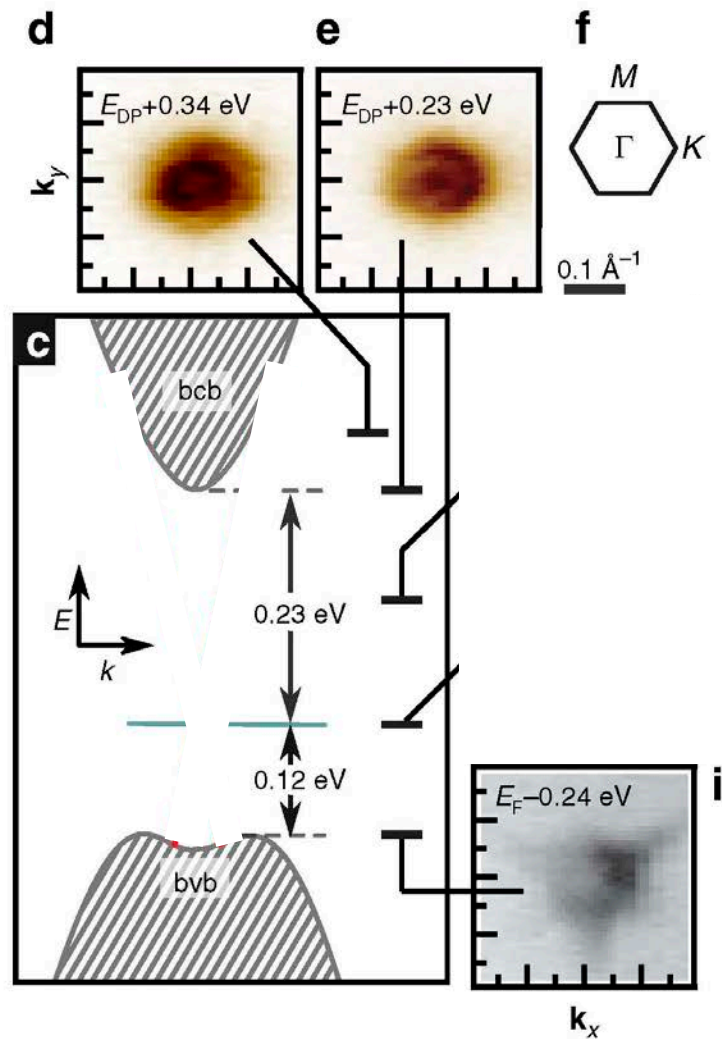 d
e
f
E_DP+0.34 eV
E_DP+0.23 eV
M
Γ
K
k_y
0.1 Å⁻¹
c
bcb
E
k
0.23 eV
0.12 eV
bvb
i
E_F−0.24 eV
k_x